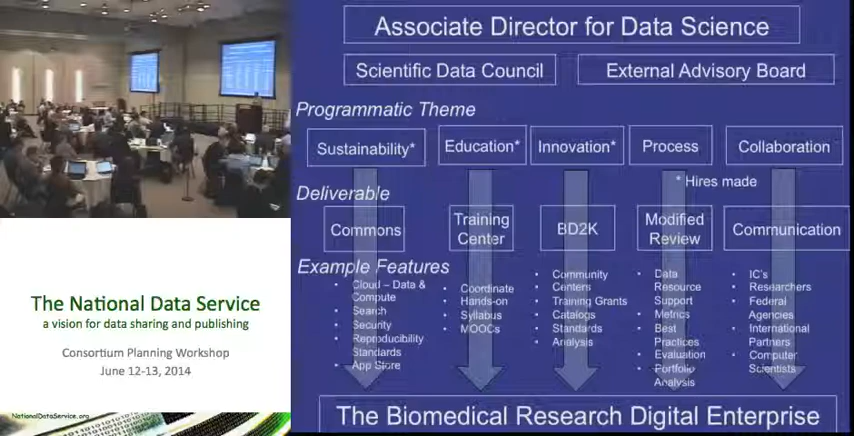 The National Data Service
a vision for data sharing and publishing
Consortium Planning Workshop
June 12-13, 2014
NationalDataService.org
Associate Director for Data Science
Scientific Data Council
External Advisory Board
Programmatic Theme
Sustainability*
Education*
Innovation*
Process
Collaboration
* Hires made
Deliverable
Commons
Training
Center
BD2K
Modified
Review
Communication
Example Features
• Cloud – Data &
Compute
• Search
• Security
• Reproducibility
Standards
• App Store
• Coordinate
• Hands-on
• Syllabus
• MOOCs
• Community
• Centers
• Training Grants
• Catalogs
• Standards
• Analysis
• Data
Resource
Support
• Metrics
• Best
Practices
• Evaluation
• Portfolio
Analysis
• IC's
• Researchers
• Federal
Agencies
• International
Partners
• Computer
Scientists
The Biomedical Research Digital Enterprise